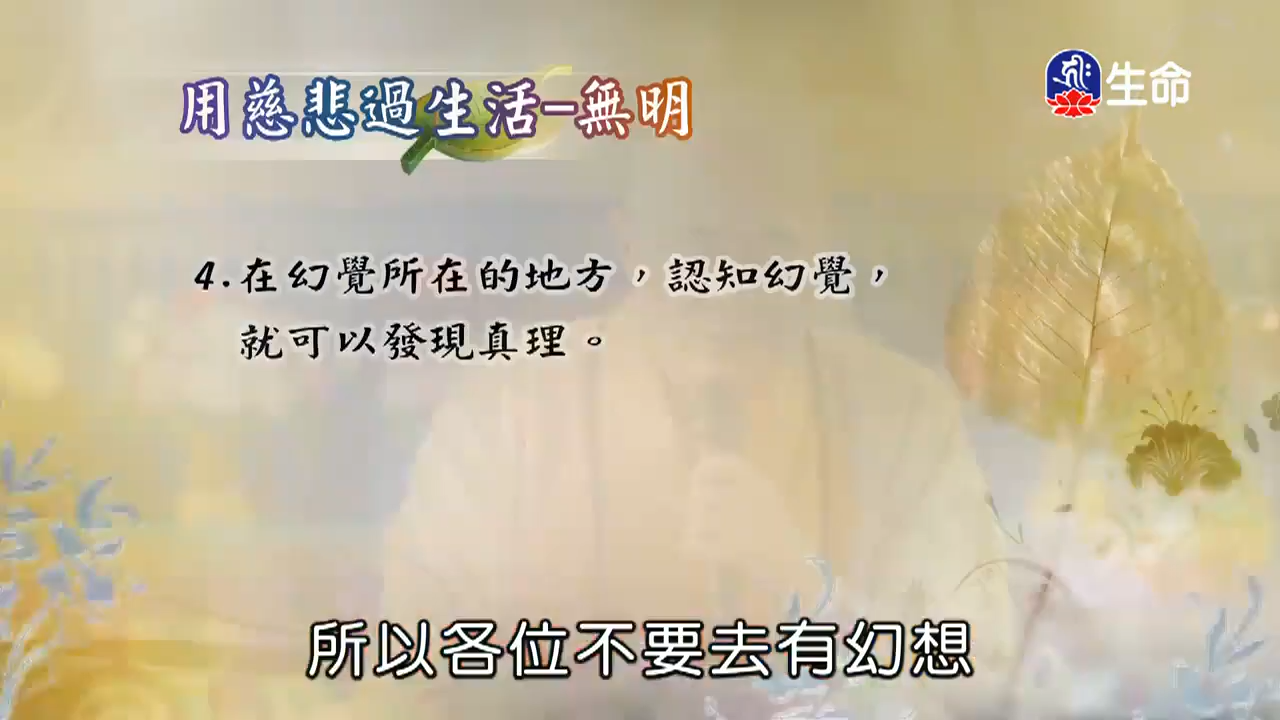 用慈悲過生活-無明
生命
4.在幻覺所在的地方，認知幻覺，
就可以發現真理。
所以各位不要去有幻想